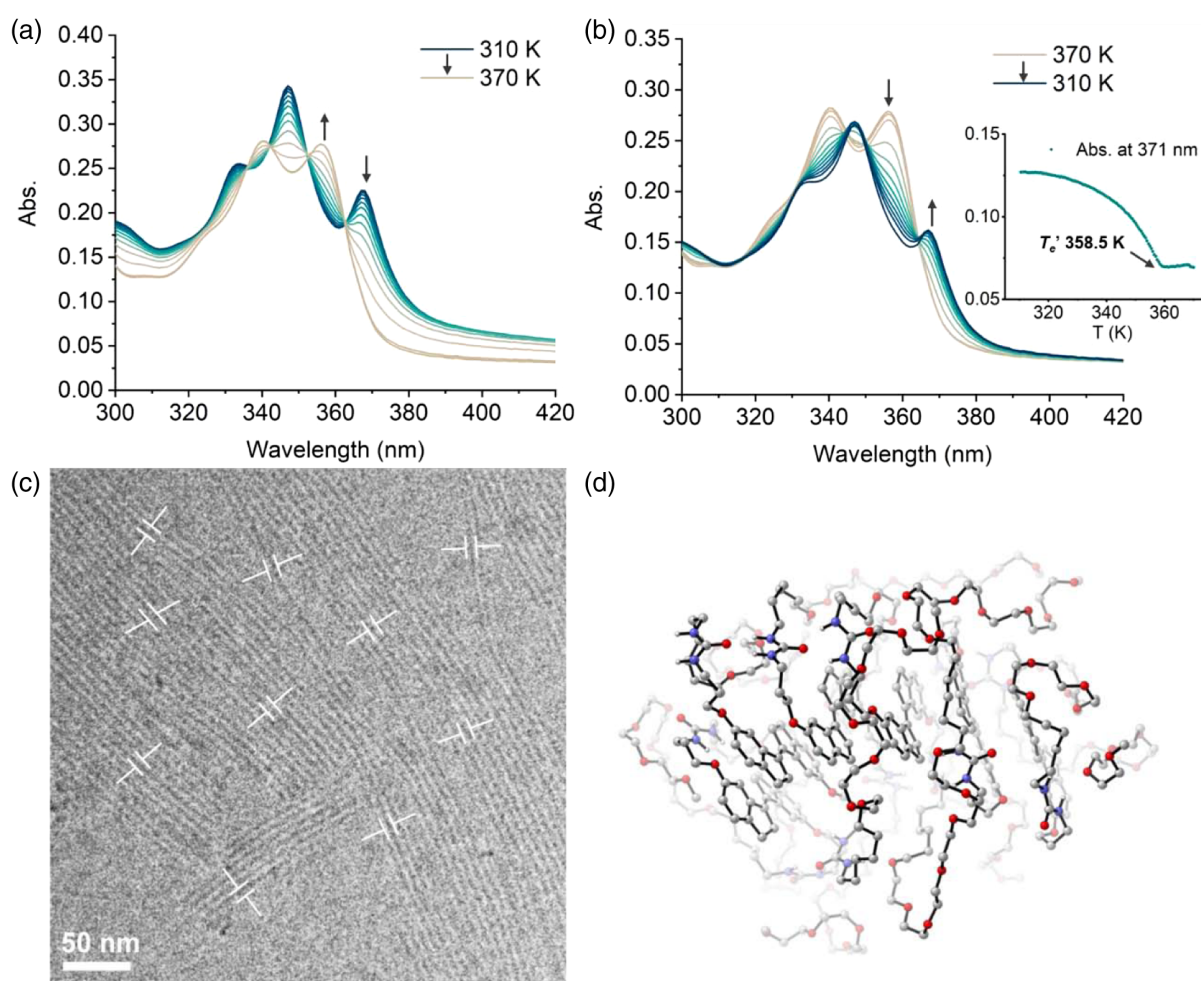 (a)
0.40
0.35
0.30
0.25
0.20
0.15
0.10
0.05
0.00
Abs.
310 K
370 K
300 320 340 360 380 400 420
Wavelength (nm)
(b)
0.35
0.30
0.25
0.20
0.15
0.10
0.05
0.00
Abs.
370 K
310 K
0.15
0.10
0.05
Abs. at 371 nm
Te' 358.5 K
320 340 360
T (K)
300 320 340 360 380 400 420
Wavelength (nm)
(c)
50 nm
(d)